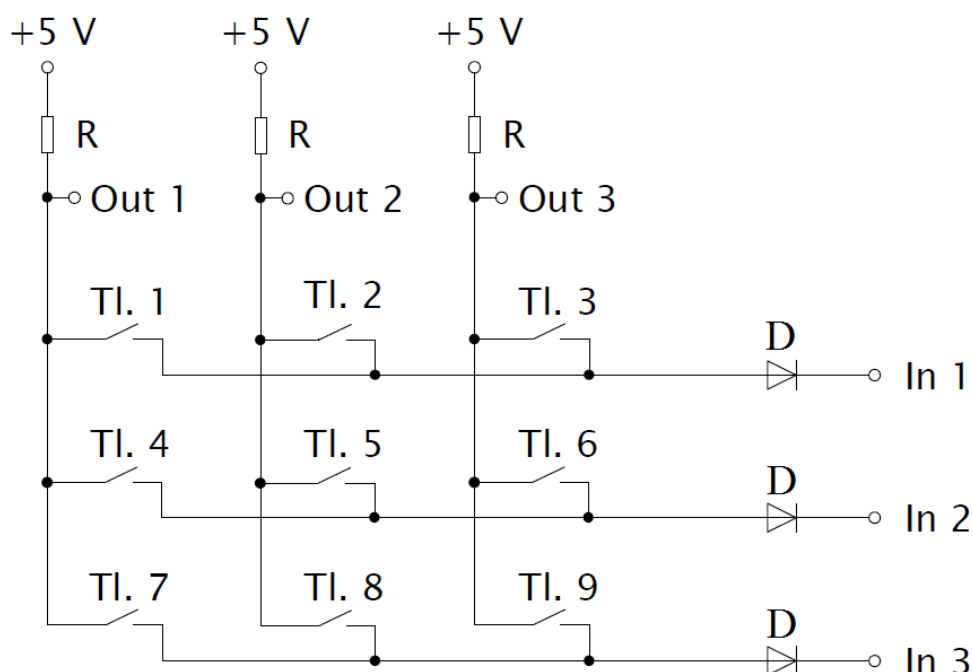 +5 V +5 V +5 V
R R R
Out 1 Out 2 Out 3
Tl. 1 Tl. 2 Tl. 3
D
In 1
Tl. 4 Tl. 5 Tl. 6
D
In 2
Tl. 7 Tl. 8 Tl. 9
D
In 3